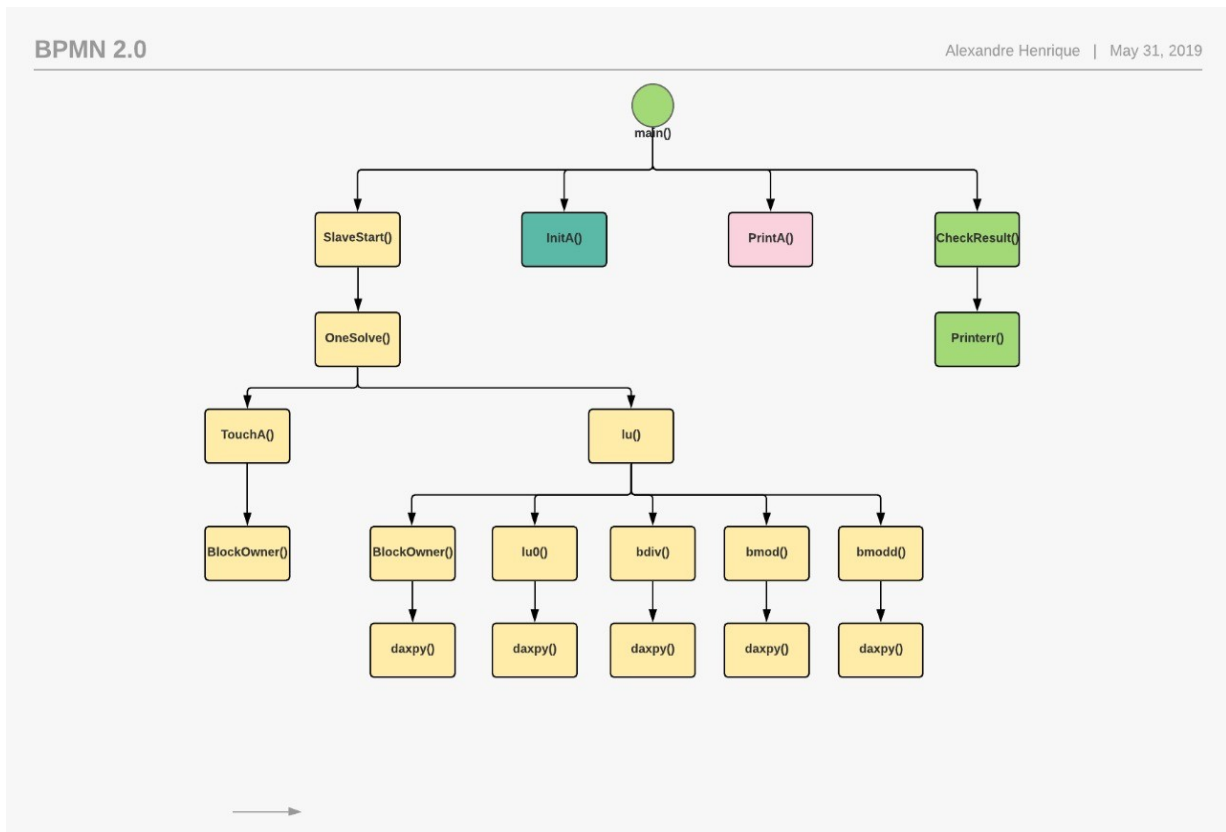 BPMN 2.0
Alexandre Henrique | May 31, 2019
main()
SlaveStart()
InitA()
PrintA()
CheckResult()
OneSolve()
Printerr()
TouchA()
lu()
BlockOwner()
BlockOwner()
lu0()
bdiv()
bmod()
bmodd()
daxpy()
daxpy()
daxpy()
daxpy()
daxpy()